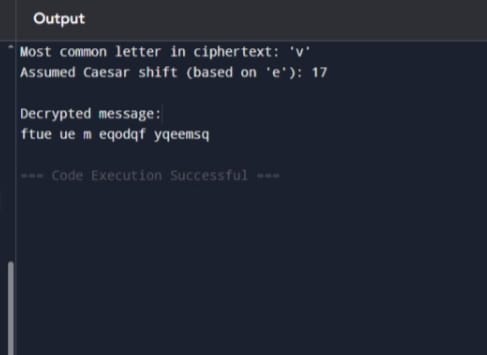 Output
Most common letter in ciphertext: 'v'
Assumed Caesar shift (based on 'e'): 17
Decrypted message:
ftue ue m eqodqf yqeemsq
=== Code Execution Successful ===